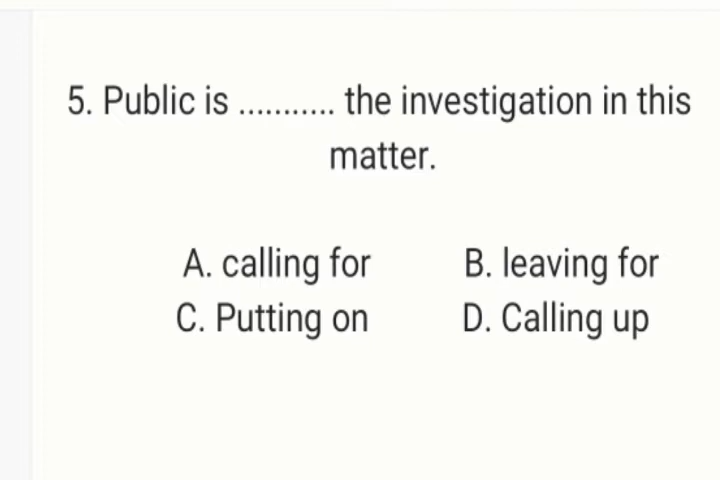 5. Public is ........... the investigation in this
matter.
A. calling for B. leaving for
C. Putting on D. Calling up